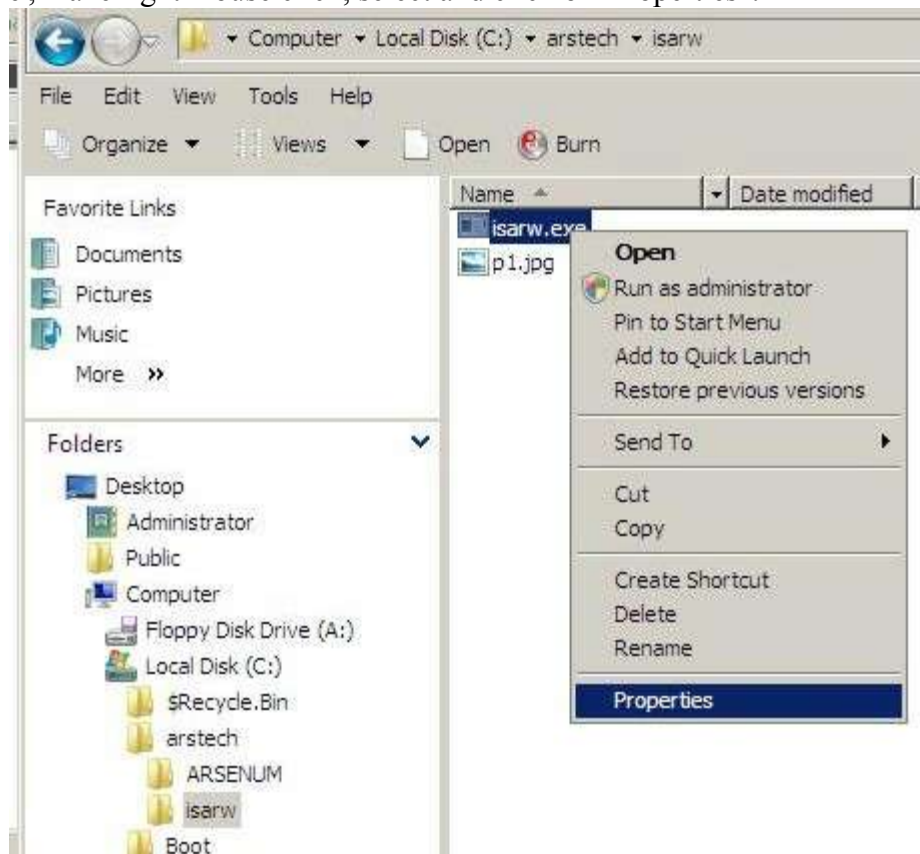 Computer Local Disk (C:) arstech isarw
File Edit View Tools Help
Organize Views Open Burn
Name Date modified
Favorite Links
Documents
Pictures
Music
More »
Folders
Desktop
Administrator
Public
Computer
Floppy Disk Drive (A:)
Local Disk (C:)
$Recycle.Bin
arstech
ARSENUM
isarw
Boot
isarw.exe
p1.jpg
Open
Run as administrator
Pin to Start Menu
Add to Quick Launch
Restore previous versions
Send To
Cut
Copy
Create Shortcut
Delete
Rename
Properties